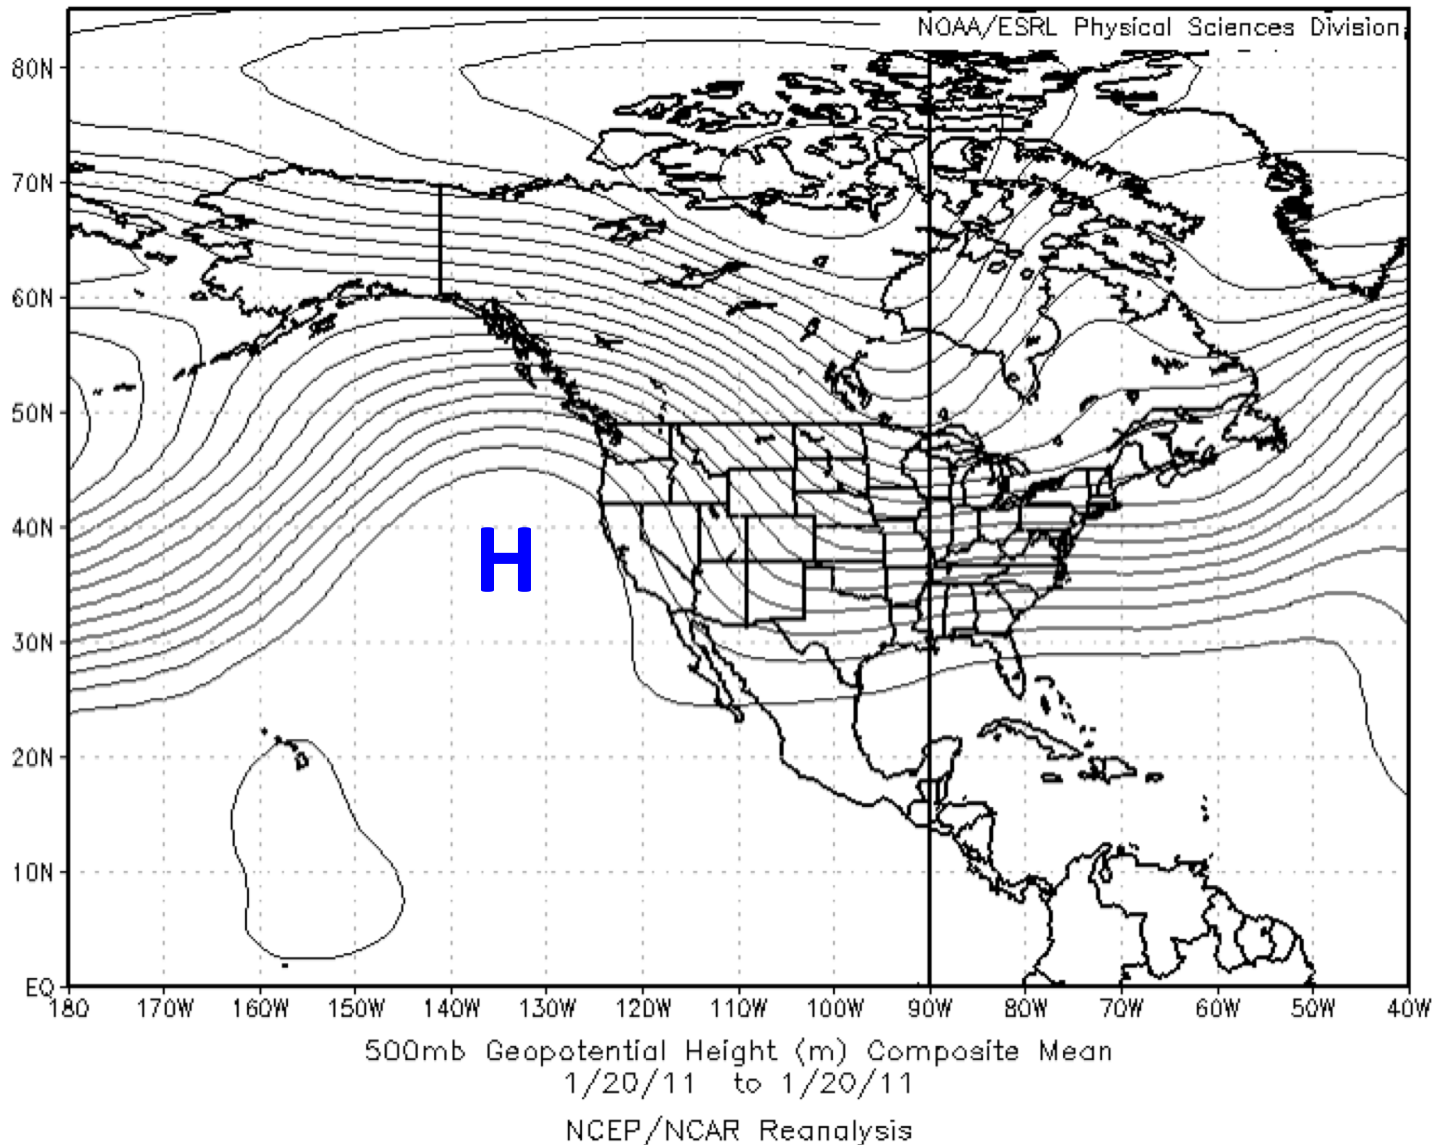 NOAA/ESRL Physical Sciences Division
80N
70N
60N
50N
40N
H
30N
20N
10N
EQ
180 170W 160W 150W 140W 130W 120W 110W 100W 90W 80W 70W 60W 50W 40W
500mb Geopotential Height (m) Composite Mean
1/20/11 to 1/20/11
NCEP/NCAR Reanalysis